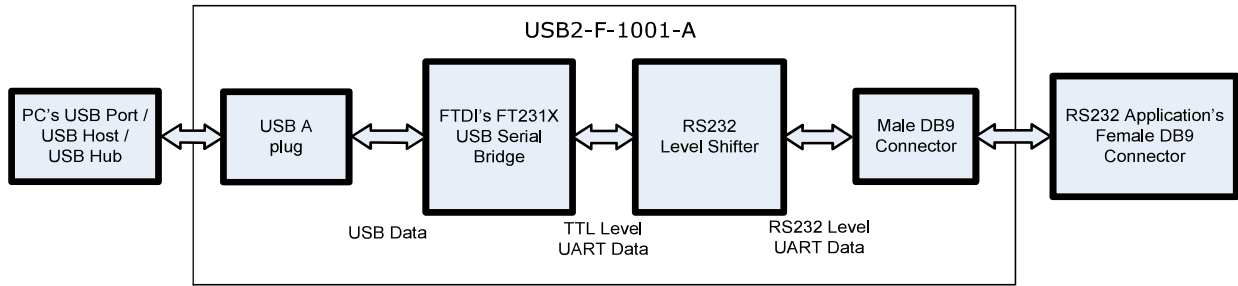 USB2-F-1001-A
PC's USB Port /
USB Host /
USB Hub
USB A
plug
FTDI's FT231X
USB Serial
Bridge
RS232
Level Shifter
Male DB9
Connector
RS232 Application's
Female DB9
Connector
USB Data
TTL Level
UART Data
RS232 Level
UART Data